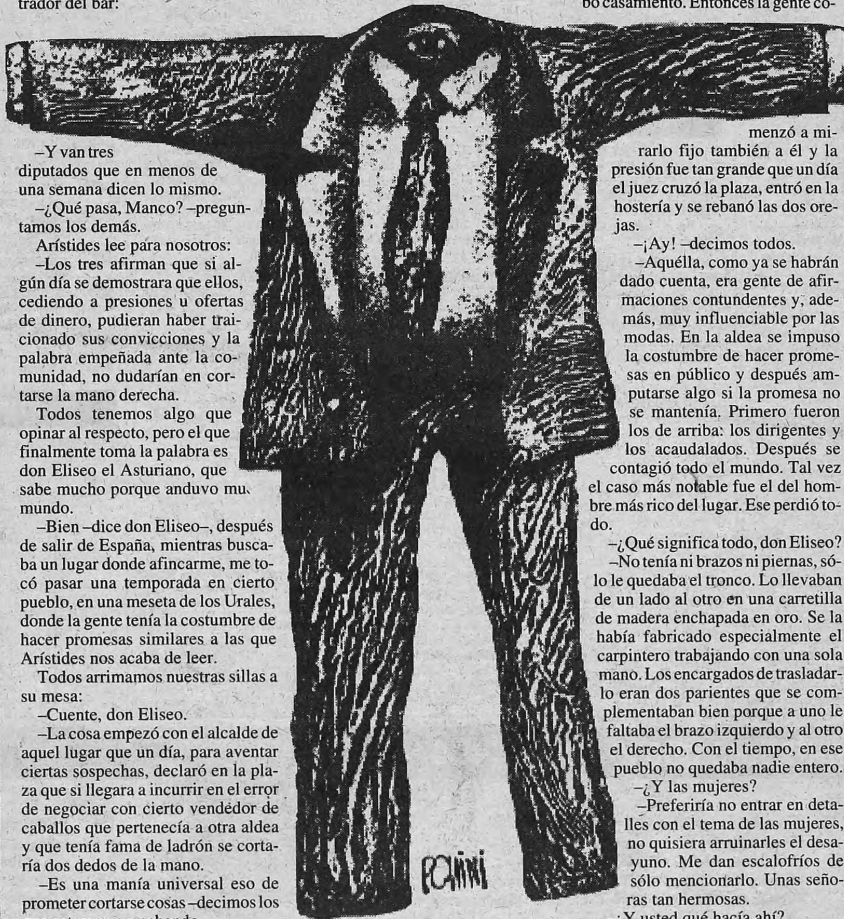 trador del bar:
–Y van tres
diputados que en menos de
una semana dicen lo mismo.
–¿Qué pasa, Manco? –pregun-
tamos los demás.
Arístides lee para nosotros:
–Los tres afirman que si al-
gún día se demostrara que ellos,
cediendo a presiones u ofertas
de dinero, pudieran haber trai-
cionado sus convicciones y la
palabra empeñada ante la co-
munidad, no dudarían en cor-
tarse la mano derecha.
Todos tenemos algo que
opinar al respecto, pero el que
finalmente toma la palabra es
don Eliseo el Asturiano, que
sabe mucho porque anduvo
mundo.
–Bien –dice don Eliseo–, después
de salir de España, mientras busca-
ba un lugar donde afincarme, me to-
có pasar una temporada en cierto
pueblo, en una meseta de los Urales,
donde la gente tenía la costumbre de
hacer promesas similares a las que
Arístides nos acaba de leer.
Todos arrimamos nuestras sillas a
su mesa:
–Cuente, don Eliseo.
–La cosa empezó con el alcalde de
aquel lugar que un día, para aventar
ciertas sospechas, declaró en la pla-
za que si llegara a incurrir en el error
de negociar con cierto vendedor de
caballos que pertenecía a otra aldea
y que tenía fama de ladrón se corta-
ría dos dedos de la mano.
–Es una manía universal eso de
prometer cortarse cosas –decimos los
bo casamiento. Entonces la gente co-
menzó a mi-
rarlo fijo también a él y la
presión fue tan grande que un día
el juez cruzó la plaza, entró en la
hostería y se rebanó las dos ore-
jas.
–¡Ay! –decimos todos.
–Aquélla, como ya se habrán
dado cuenta, era gente de afir-
maciones contundentes y, ade-
más, muy influenciable por las
modas. En la aldea se impuso
la costumbre de hacer prome-
sas en público y después am-
putarse algo si la promesa no
se mantenía. Primero fueron
los de arriba: los dirigentes y
los acaudalados. Después se
contagió todo el mundo. Tal vez
el caso más notable fue el del hom-
bre más rico del lugar. Ese perdió to-
do.
–¿Qué significa todo, don Eliseo?
–No tenía ni brazos ni piernas, só-
lo le quedaba el tronco. Lo llevaban
de un lado al otro en una carretilla
de madera enchapada en oro. Se la
había fabricado especialmente el
carpintero trabajando con una sola
mano. Los encargados de trasladar-
lo eran dos parientes que se com-
plementaban bien porque a uno le
faltaba el brazo izquierdo y al otro
el derecho. Con el tiempo, en ese
pueblo no quedaba nadie entero.
–¿Y las mujeres?
–Preferiría no entrar en deta-
lles con el tema de las mujeres,
no quisiera arruinarles el desa-
yuno. Me dan escalofríos de
sólo mencionarlo. Unas seño-
ras tan hermosas.
¿Y usted qué hacía ahí?